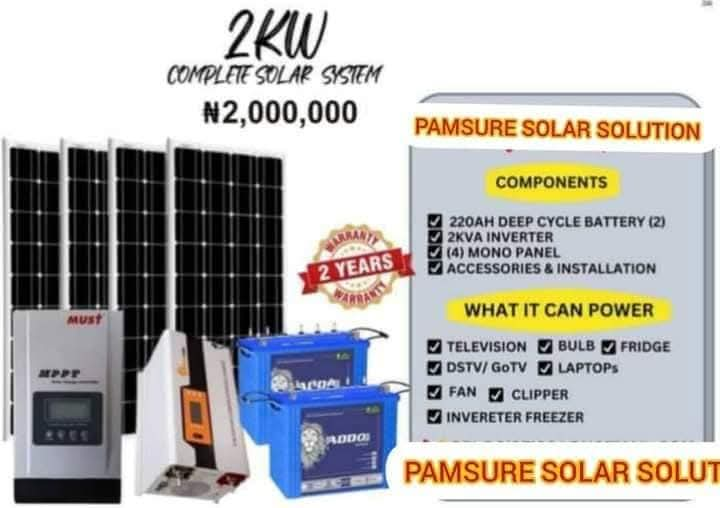 2KW
COMPLETE SOLAR SYSTEM
₦2,000,000
PAMSURE SOLAR SOLUTION
COMPONENTS
220AH DEEP CYCLE BATTERY (2)
2KVA INVERTER
(4) MONO PANEL
ACCESSORIES & INSTALLATION
WARRANTY
2 YEARS
WARRANTY
WHAT IT CAN POWER
TELEVISION BULB FRIDGE
DSTV/ GoTV LAPTOPs
FAN CLIPPER
INVERETER FREEZER
MUST
MPPT
PAMSURE SOLAR SOLUT